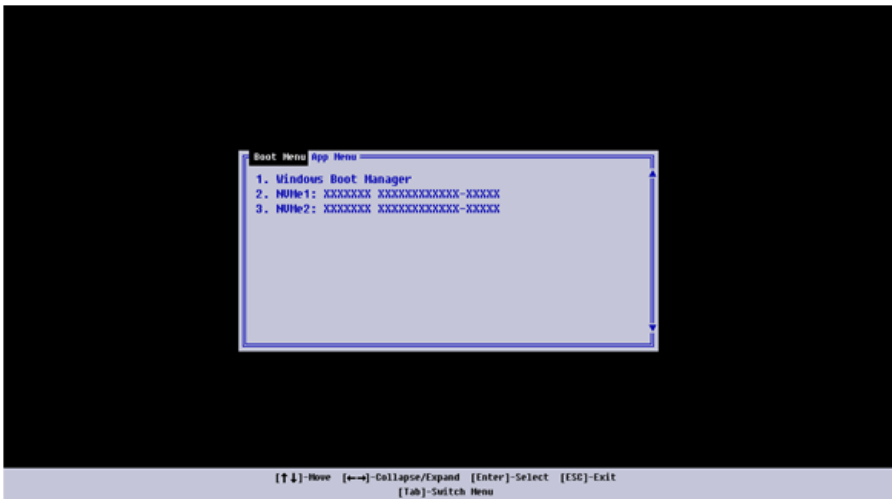 Boot Menu App Menu
1. Windows Boot Manager
2. NVMe1: XXXXXXX XXXXXXXXXXXX-XXXXX
3. NVMe2: XXXXXXX XXXXXXXXXXXX-XXXXX
[↑↓]-Move [←→]-Collapse/Expand [Enter]-Select [ESC]-Exit
[Tab]-Switch Menu